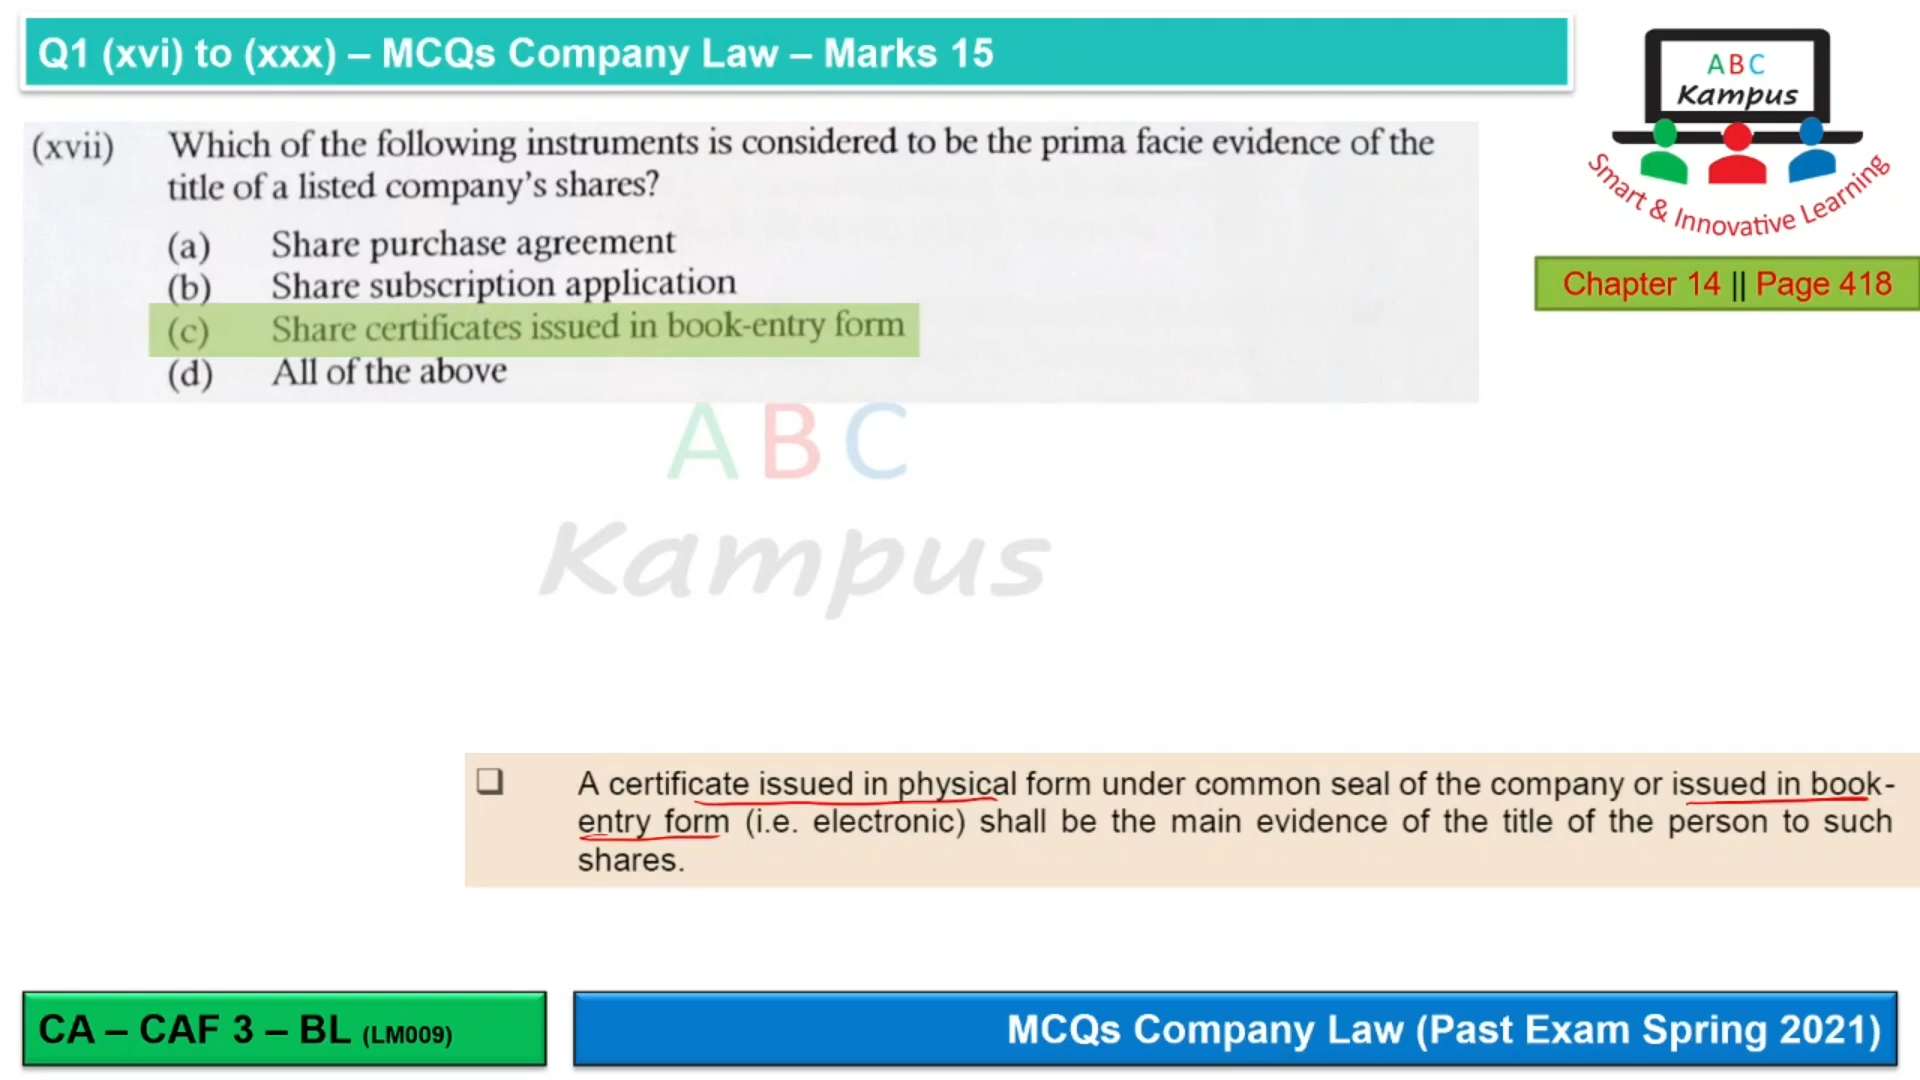 Q1 (xvi) to (xxx) – MCQs Company Law – Marks 15
A B C
Kampus
Smart & Innovative Learning
Chapter 14 || Page 418
(xvii) Which of the following instruments is considered to be the prima facie evidence of the
title of a listed company's shares?
(a) Share purchase agreement
(b) Share subscription application
(c) Share certificates issued in book-entry form
(d) All of the above
A B C
Kampus
❑ A certificate issued in physical form under common seal of the company or issued in book-
entry form (i.e. electronic) shall be the main evidence of the title of the person to such
shares.
CA – CAF 3 – BL (LM009)
MCQs Company Law (Past Exam Spring 2021)